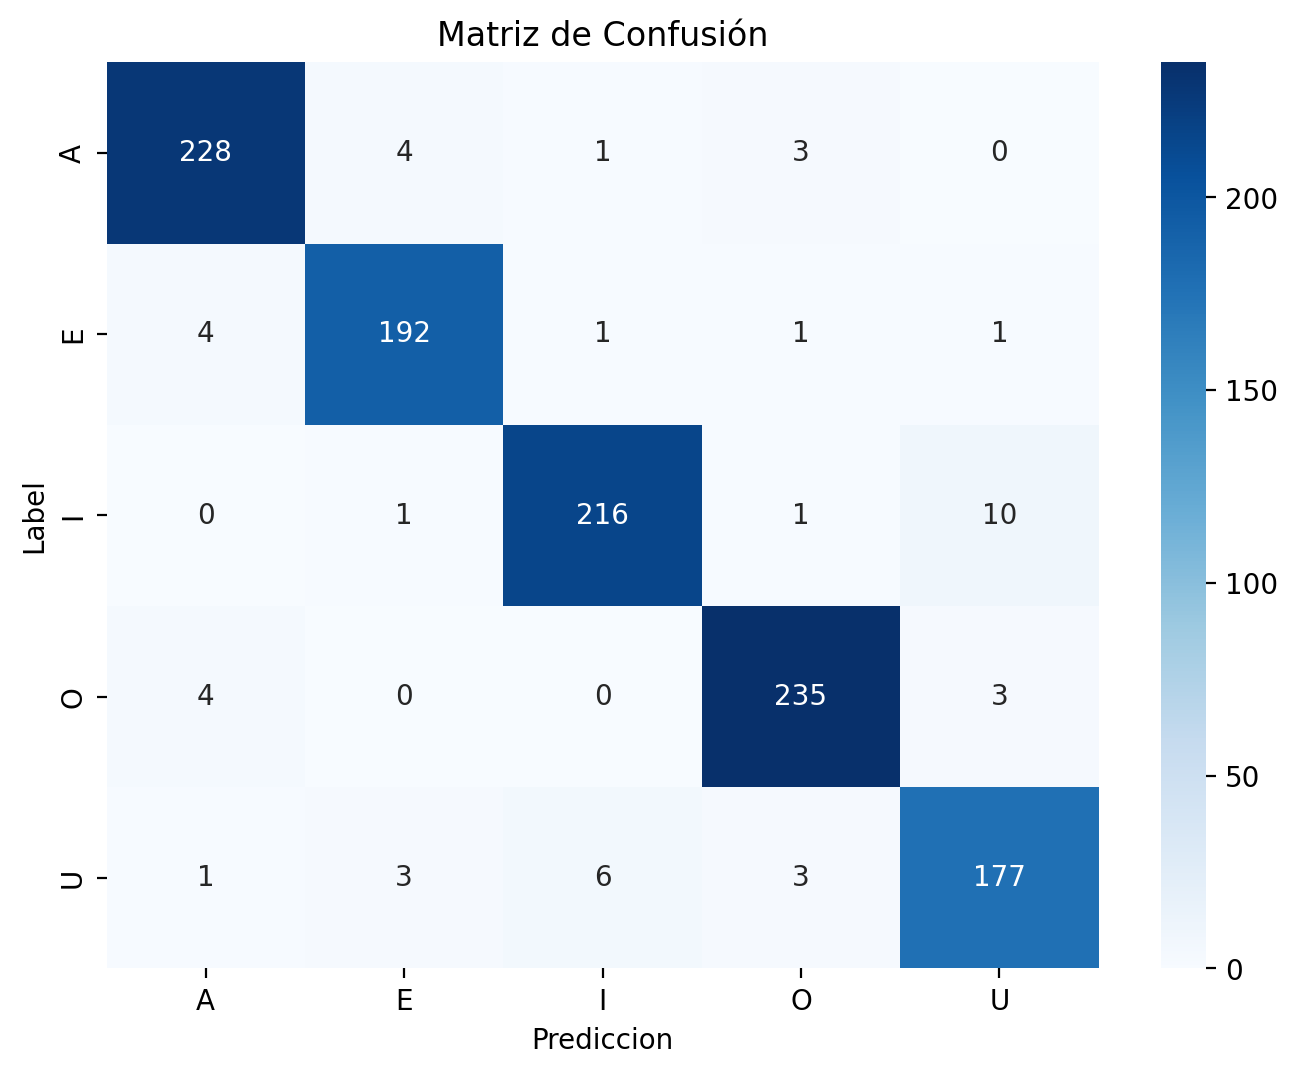 Matriz de Confusión
A 228 4 1 3 0
E 4 192 1 1 1
I 0 1 216 1 10
O 4 0 0 235 3
U 1 3 6 3 177
Label
A E I O U
Prediccion
200
150
100
50
0